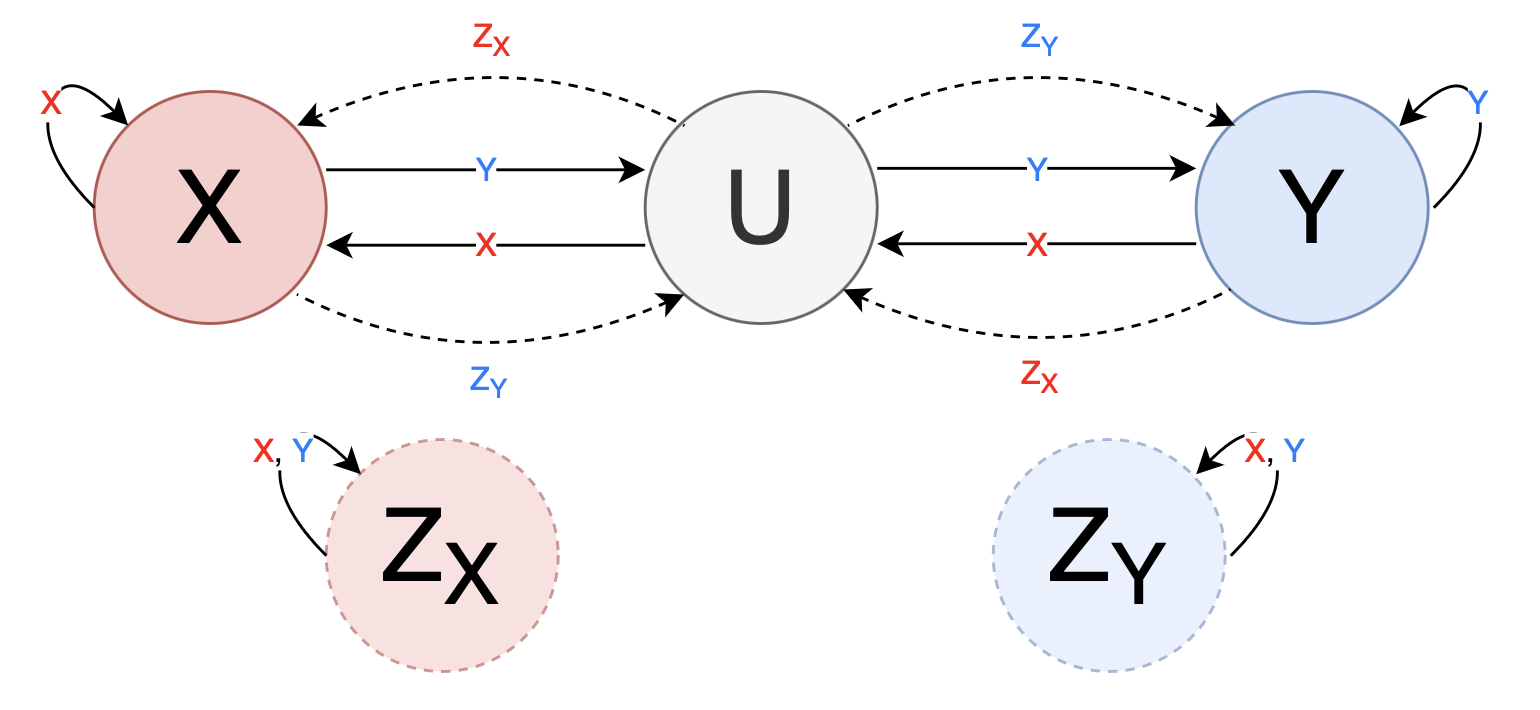 Z_X Z_Y
X Y
X Y U Y Y
X X
Z_Y Z_X
X, Y X, Y
Z_X Z_Y